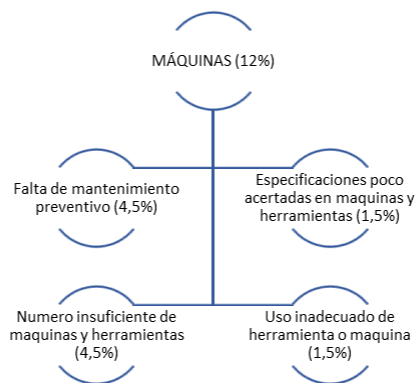 MÁQUINAS (12%)
Falta de mantenimiento
preventivo (4,5%)
Especificaciones poco
acertadas en maquinas y
herramientas (1,5%)
Numero insuficiente de
maquinas y herramientas
(4,5%)
Uso inadecuado de
herramienta o maquina
(1,5%)